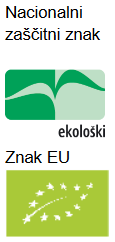 Nacionalni
zaščitni znak
ekološki
Znak EU